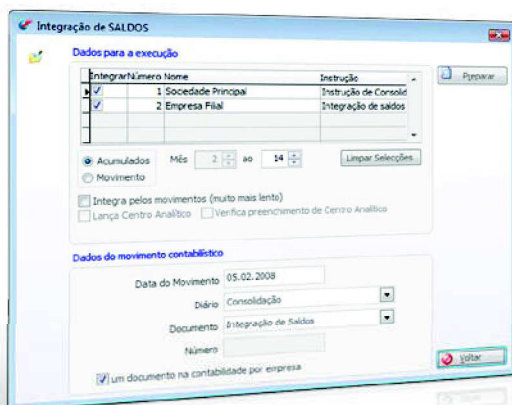 Integração de SALDOS
Dados para a execução
Integrar Número Nome Instrução
1 Sociedade Principal Instrução de Consolid
2 Empresa Filial Integração de saldos
Preparar
Acumulados Mês 2 ao 14 Limpar Selecções
Movimento
Integra pelos movimentos (muito mais lento)
Lança Centro Analítico Verifica preenchimento de Centro Analítico
Dados do movimento contabilístico
Data do Movimento 05.02.2008
Diário Consolidação
Documento Integração de Saldos
Número
um documento na contabilidade por empresa
Voltar